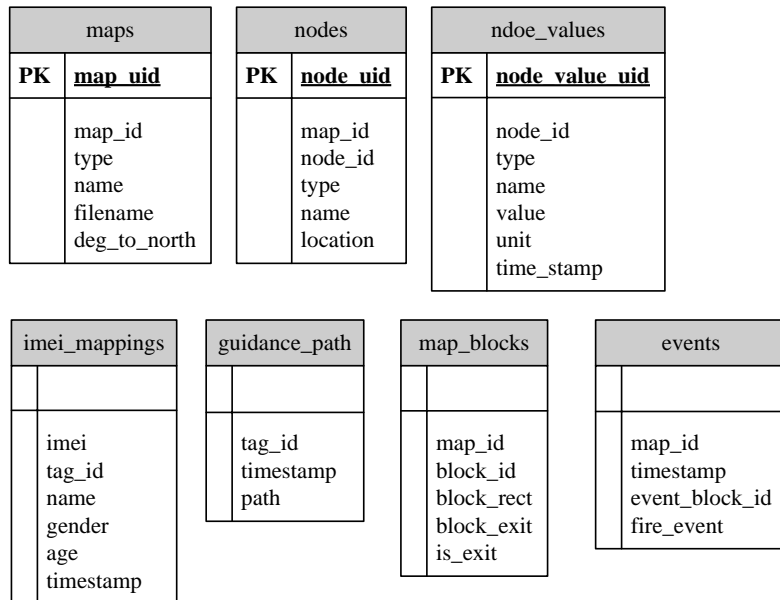 maps
PK map_uid
map_id
type
name
filename
deg_to_north
nodes
PK node_uid
map_id
node_id
type
name
location
ndoe_values
PK node_value_uid
node_id
type
name
value
unit
time_stamp
imei_mappings
imei
tag_id
name
gender
age
timestamp
guidance_path
tag_id
timestamp
path
map_blocks
map_id
block_id
block_rect
block_exit
is_exit
events
map_id
timestamp
event_block_id
fire_event